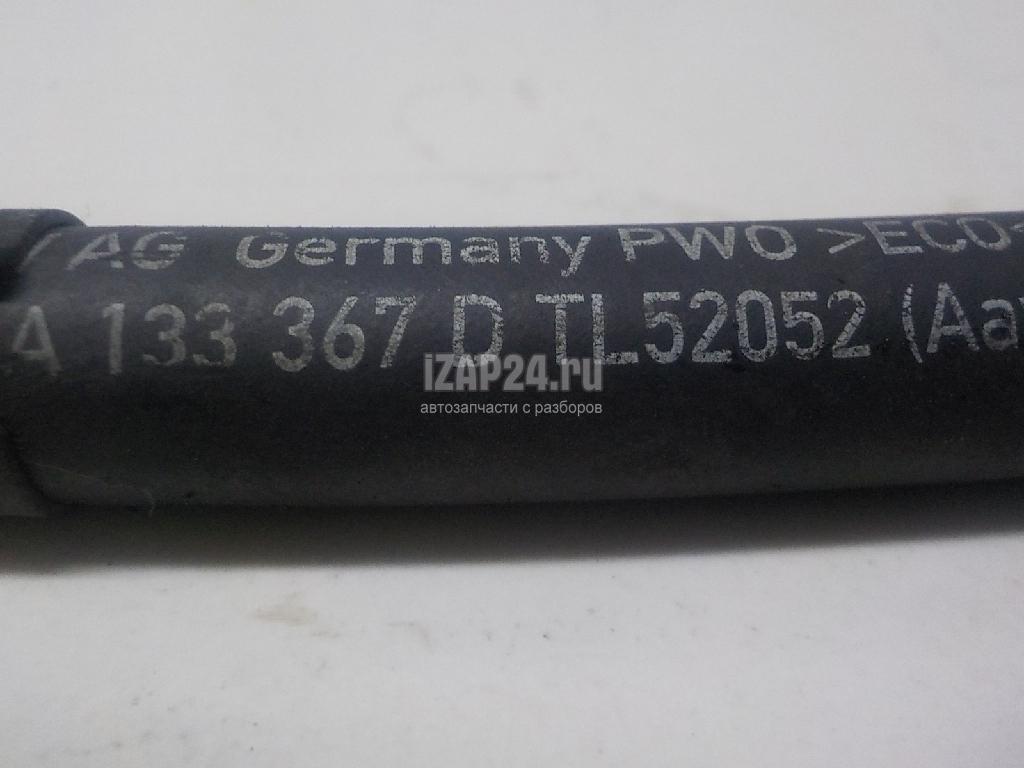 AG Germany PWO >ECO<
A 133 367 D TL52052 (Aa
iZAP24.ru
автозапчасти с разборов